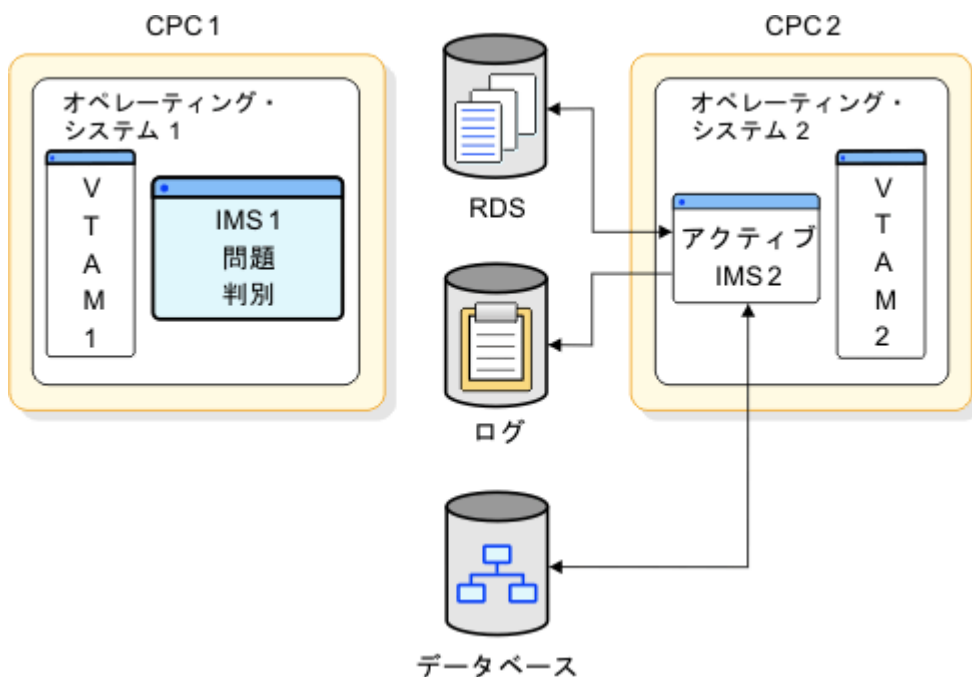 CPC 1
オペレーティング・
システム 1
V
T
A
M
1
IMS 1
問題
判別
RDS
ログ
データベース
CPC 2
オペレーティング・
システム 2
アクティブ
IMS 2
V
T
A
M
2